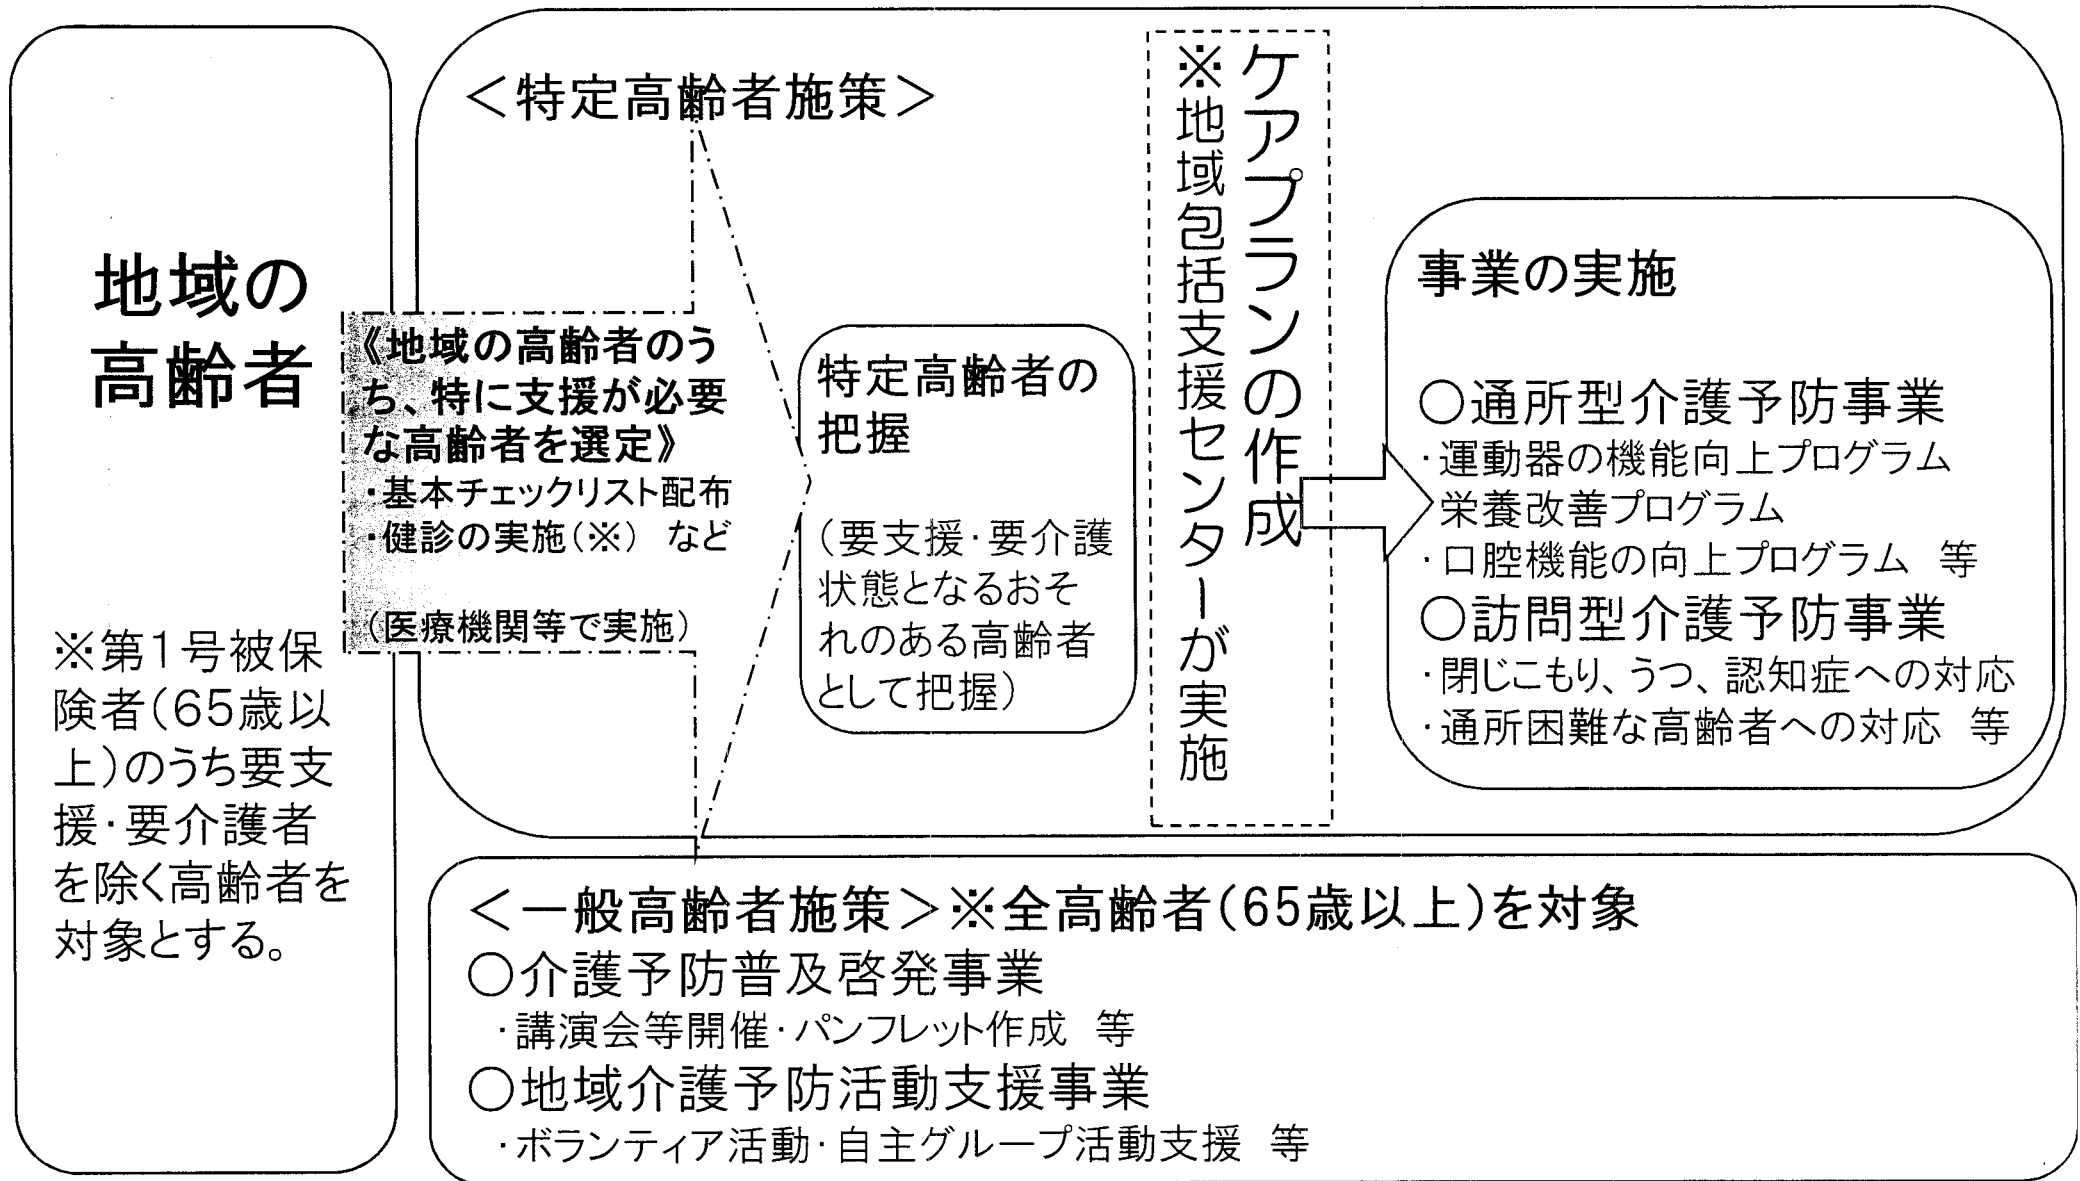 地域の
高齢者
※第1号被保
険者(65歳以
上)のうち要支
援・要介護者
を除く高齢者を
対象とする。
<特定高齢者施策>
《地域の高齢者のう
ち、特に支援が必要
な高齢者を選定》
・基本チェックリスト配布
・健診の実施(※) など
(医療機関等で実施)
特定高齢者の
把握
(要支援・要介護
状態となるおそ
れのある高齢者
として把握)
ケアプランの作成
※地域包括支援センターが実施
事業の実施
○通所型介護予防事業
・運動器の機能向上プログラム
栄養改善プログラム
・口腔機能の向上プログラム 等
○訪問型介護予防事業
・閉じこもり、うつ、認知症への対応
・通所困難な高齢者への対応 等
<一般高齢者施策>※全高齢者(65歳以上)を対象
○介護予防普及啓発事業
・講演会等開催・パンフレット作成 等
○地域介護予防活動支援事業
・ボランティア活動・自主グループ活動支援 等